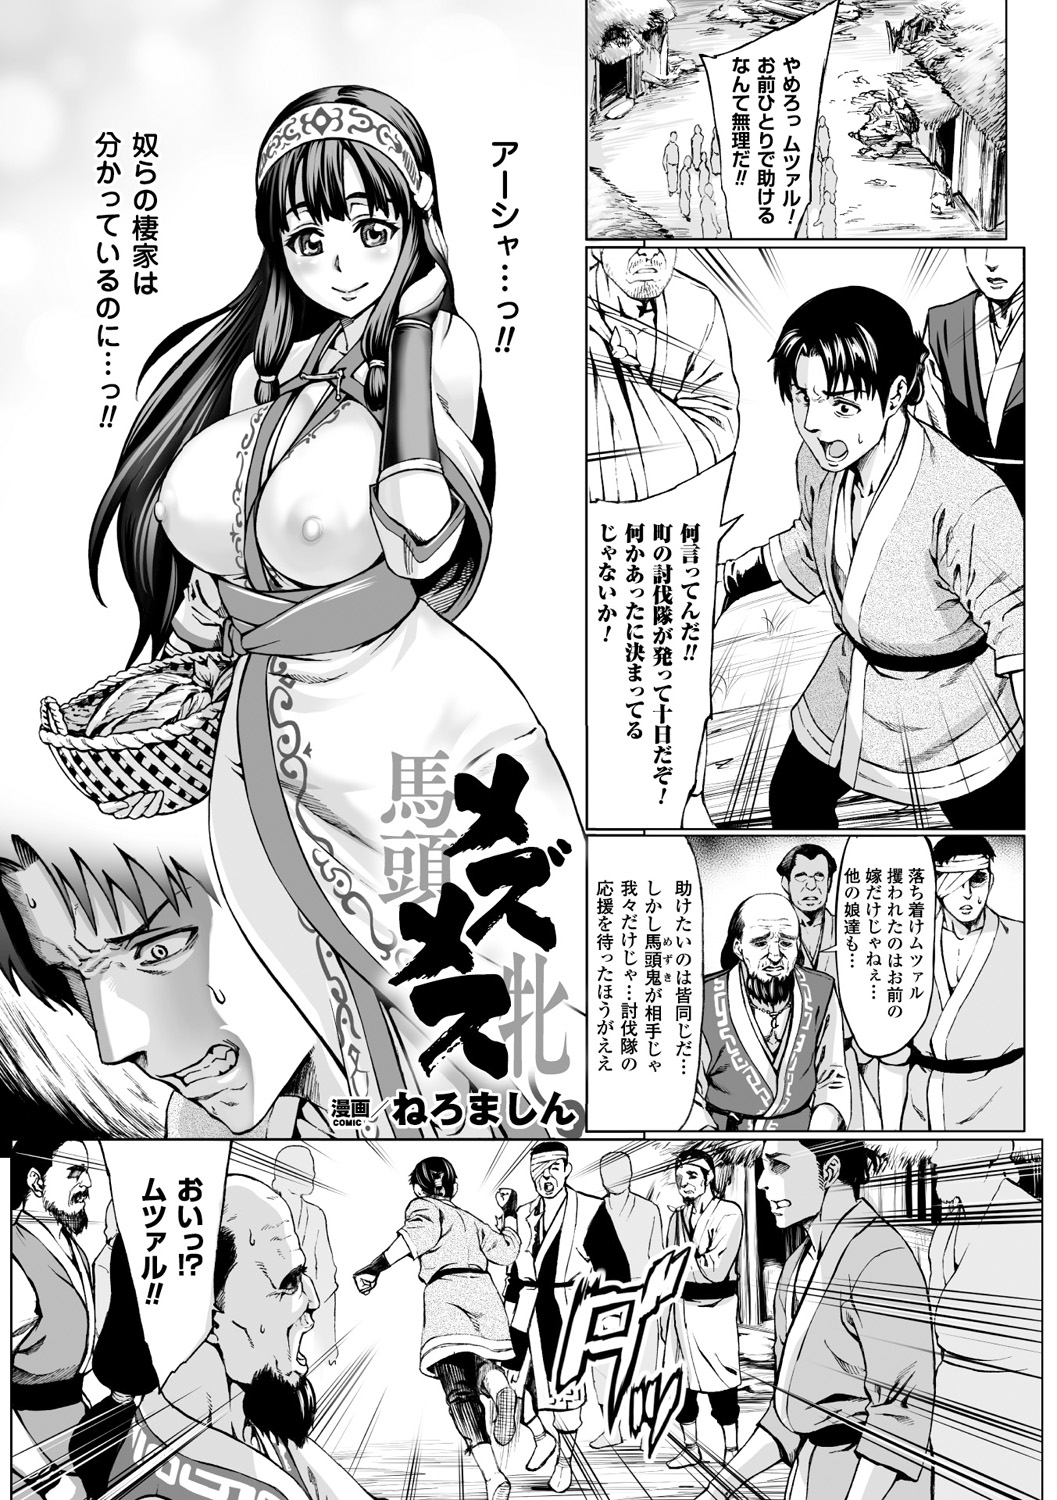 やめろっ ムツァル！
お前ひとりで助ける
なんて無理だ!!
何言ってんだ!!
町の討伐隊が発って十日だぞ！
何かあったに決まってる
じゃないか！
落ち着けムツァル
攫われたのはお前の
嫁だけじゃねぇ…
他の娘達も…
助けたいのは皆同じだ…
しかし馬頭鬼が相手じゃ
めずき
我々だけじゃ…討伐隊の
応援を待ったほうがええ
アーシャ…っ!!
奴らの棲家は
分かっているのに…っ!!
馬頭
メズ
牝
メス
。
漫画
COMIC
ねろましん
おいっ!?
ムツァル!!
ダッ